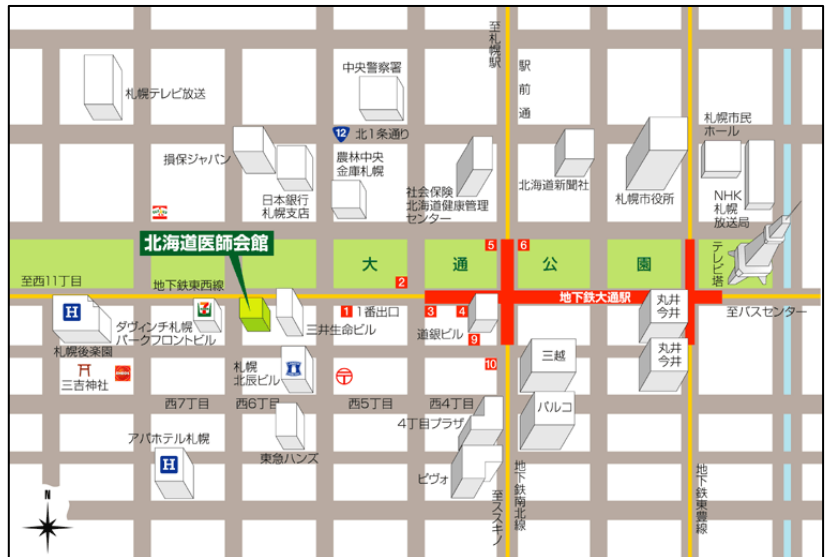 至札幌駅
駅前通
中央警察署
札幌テレビ放送
札幌市民
ホール
12 北1条通り
損保ジャパン
農林中央
金庫札幌
日本銀行
札幌支店
社会保険
北海道健康管理
センター
北海道新聞社
札幌市役所
NHK
札幌
放送局
北海道医師会館
大通公園
5
6
テレビ塔
2
至西11丁目
地下鉄東西線
地下鉄大通駅
丸井
今井
至バスセンター
H
7
ダヴィンチ札幌
パークフロントビル
三井生命ビル
1 1番出口
3
4
道銀ビル
9
札幌後楽園
三吉神社
札幌
北辰ビル
10
三越
丸井
今井
西7丁目
西6丁目
西5丁目
西4丁目
パルコ
4丁目プラザ
アパホテル札幌
H
東急ハンズ
ピヴォ
至ススキノ
地下鉄南北線
地下鉄東豊線
N